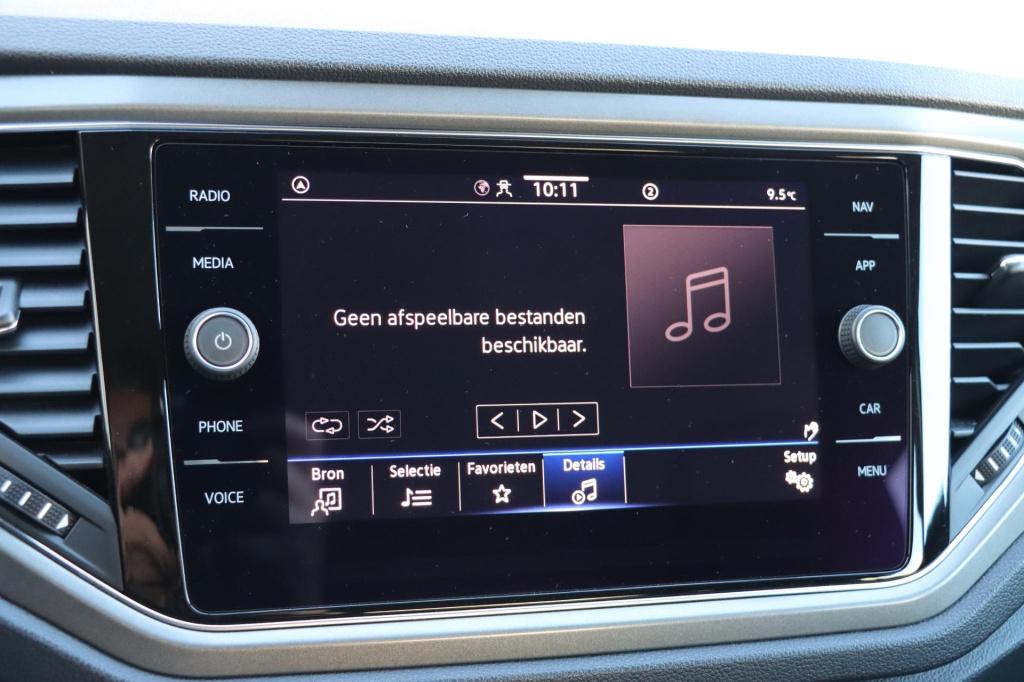 RADIO
MEDIA
PHONE
VOICE
10:11
2
9.5°C
Geen afspeelbare bestanden
beschikbaar.
Bron
Selectie
Favorieten
Details
Setup
NAV
APP
CAR
MENU